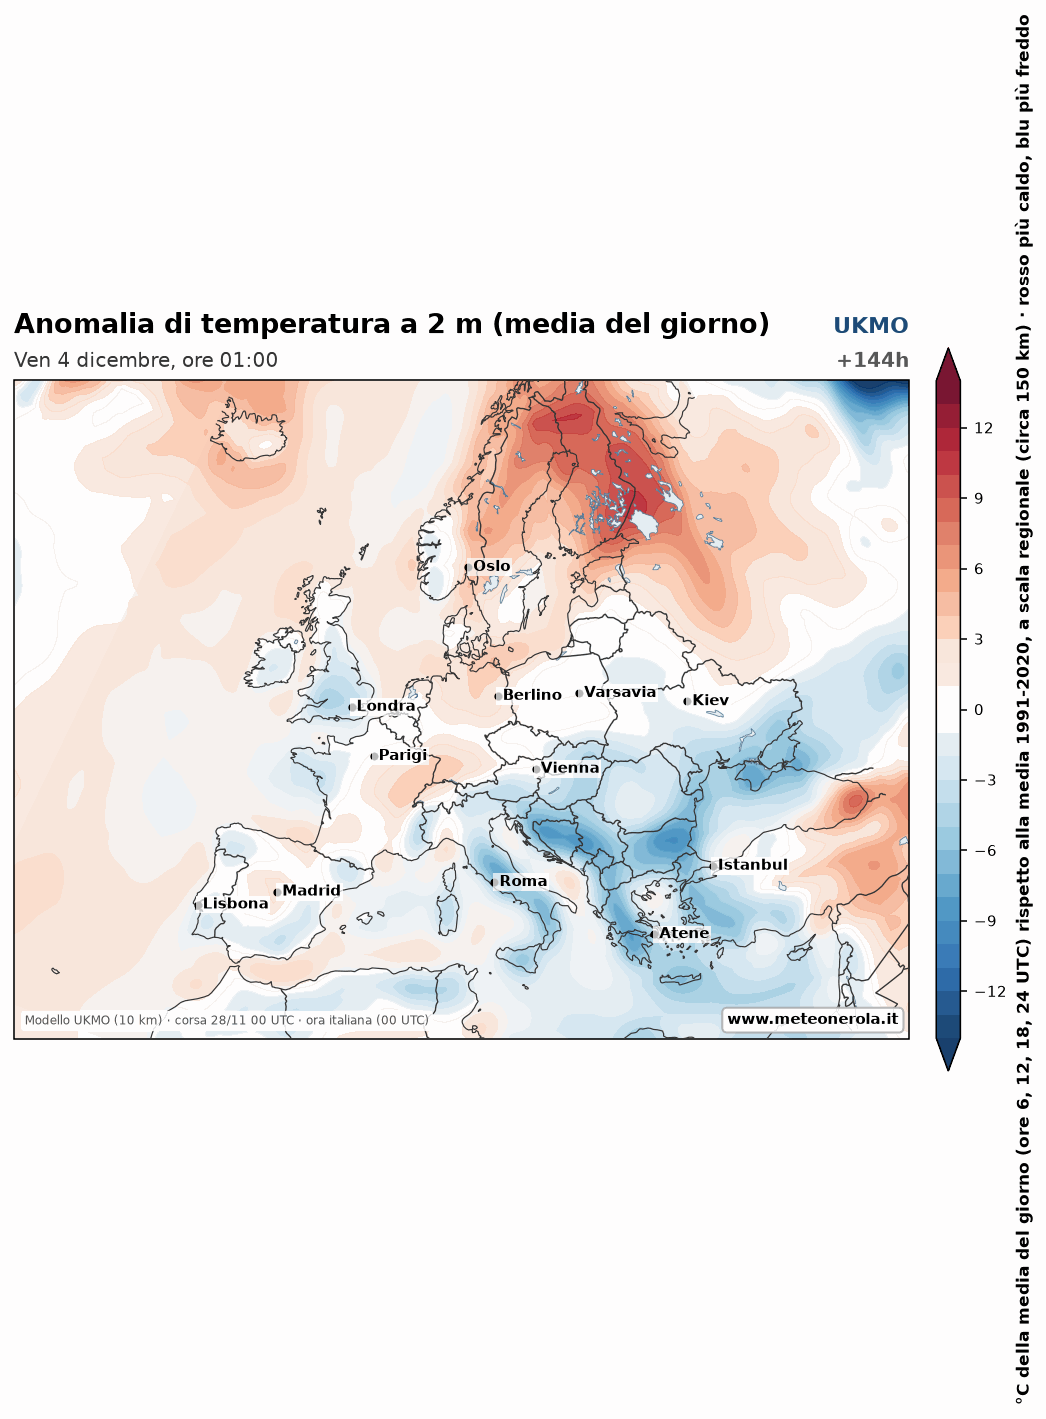 Anomalia di temperatura a 2 m (media del giorno)
UKMO
Ven 4 dicembre, ore 01:00
+144h
Oslo
Londra
Berlino
Varsavia
Kiev
Parigi
Vienna
Istanbul
Madrid
Roma
Lisbona
Atene
Modello UKMO (10 km) · corsa 28/11 00 UTC · ora italiana (00 UTC)
www.meteonerola.it
12
9
6
3
0
−3
−6
−9
−12
°C della media del giorno (ore 6, 12, 18, 24 UTC) rispetto alla media 1991-2020, a scala regionale (circa 150 km) · rosso più caldo, blu più freddo